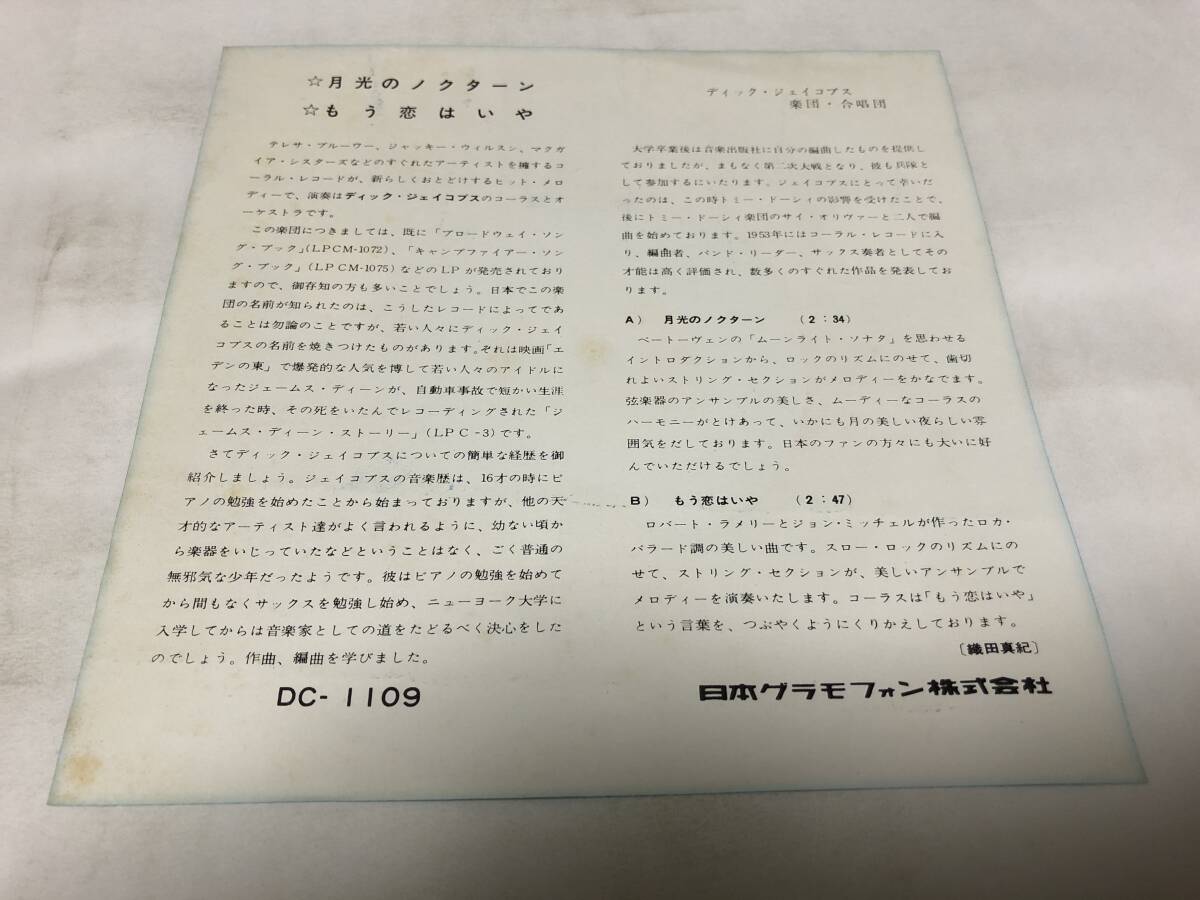 ☆月光のノクターン
☆もう恋はいや
ディック・ジェイコブス
楽団・合唱団
テレサ・ブルーワー、ジャッキー・ウィルスン、マクガ
イア・シスターズなどのすぐれたアーティストを擁するコ
ーラル・レコードが、新らしくおとどけするヒット・メロ
ディーで、演奏はディック・ジェイコブスのコーラスとオ
ーケストラです。
この楽団につきましては、既に「ブロードウェイ・ソン
グ・ブック」(LPCM-1072)、「キャンプファイアー・ソン
グ・ブック」(LPCM-1075)などのLPが発売されており
ますので、御存知の方も多いことでしょう。日本でこの楽
団の名前が知られたのは、こうしたレコードによってであ
ることは勿論のことですが、若い人々にディック・ジェイ
コブスの名前を焼きつけたものがあります。それは映画「エ
デンの東」で爆発的な人気を博して若い人々のアイドルに
なったジェームス・ディーンが、自動車事故で短かい生涯
を終った時、その死をいたんでレコーディングされた「ジ
ェームス・ディーン・ストーリー」(LPC-3)です。
さてディック・ジェイコブスについての簡単な経歴を御
紹介しましょう。ジェイコブスの音楽歴は、16才の時にピ
アノの勉強を始めたことから始まっておりますが、他の天
才的なアーティスト達がよく言われるように、幼ない頃か
ら楽器をいじっていたなどということはなく、ごく普通の
無邪気な少年だったようです。彼はピアノの勉強を始めて
から間もなくサックスを勉強し始め、ニューヨーク大学に
入学してからは音楽家としての道をたどるべく決心をした
のでしょう。作曲、編曲を学びました。
DC-1109
大学卒業後は音楽出版社に自分の編曲したものを提供し
ておりましたが、まもなく第二次大戦となり、彼も兵隊と
して参加するにいたります。ジェイコブスにとって幸いだ
ったのは、この時トミー・ドーシィの影響を受けたことで、
後にトミー・ドーシィ楽団のサイ・オリヴァーと二人で編
曲を始めております。1953年にはコーラル・レコードに入
り、編曲者、バンド・リーダー、サックス奏者としてその
才能は高く評価され、数多くのすぐれた作品を発表してお
ります。
A) 月光のノクターン (2:34)
ベートーヴェンの「ムーンライト・ソナタ」を思わせる
イントロダクションから、ロックのリズムにのせて、歯切
れよいストリング・セクションがメロディーをかなでます。
弦楽器のアンサンブルの美しさ、ムーディーなコーラスの
ハーモニーがとけあって、いかにも月の美しい夜らしい雰
囲気をだしております。日本のファンの方々にも大いに好
んでいただけるでしょう。
B) もう恋はいや (2:47)
ロバート・ラメリーとジョン・ミッチェルが作ったロカ・
バラード調の美しい曲です。スロー・ロックのリズムにの
せて、ストリング・セクションが、美しいアンサンブルで
メロディーを演奏いたします。コーラスは「もう恋はいや」
という言葉を、つぶやくようにくりかえしております。
〔織田真紀〕
日本グラモフォン株式会社